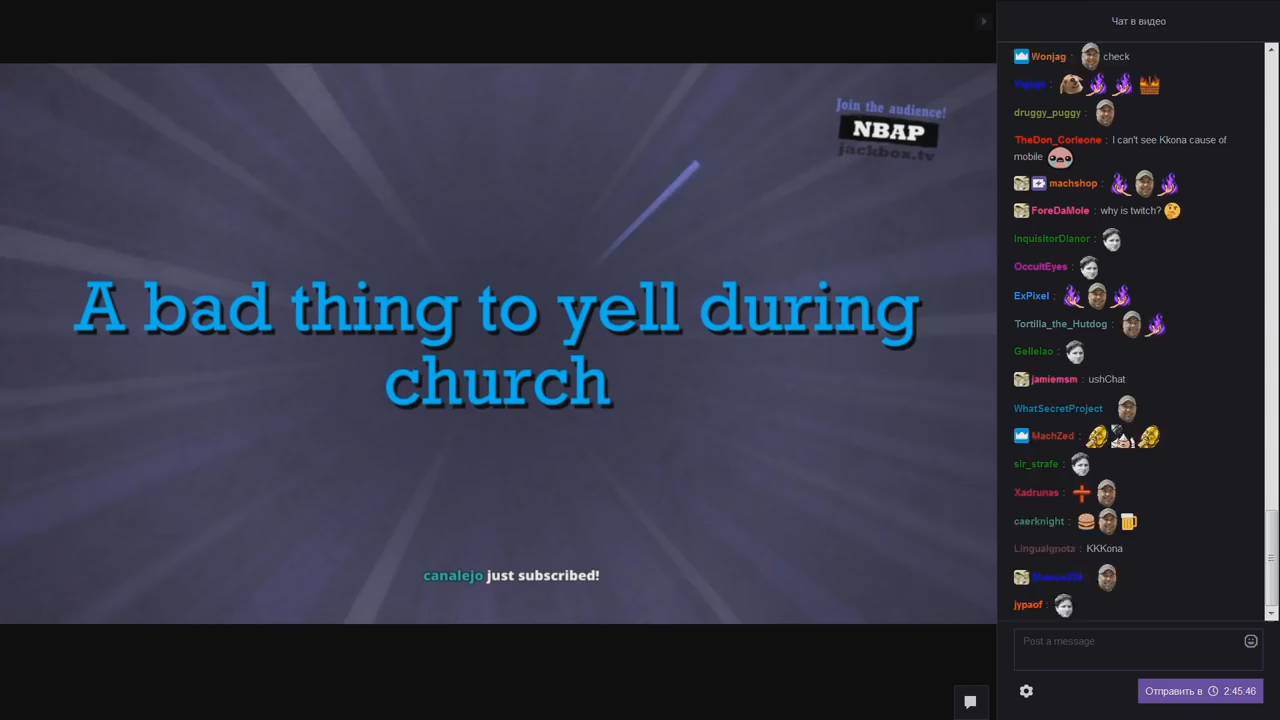 Join the audience!
NBAP
jackbox.tv
A bad thing to yell during
church
canalejo just subscribed!
Чат в видео
Wonjag : check
druggy_puggy :
TheDon_Corleone : I can't see Kkona cause of
mobile
machshop :
ForeDaMole : why is twitch?
InquisitorDianor :
OccultEyes :
ExPixel :
Tortilla_the_Hutdog :
Gellelao :
jamiemsm : ushChat
WhatSecretProject
MachZed :
sir_strafe :
Xadrunas :
caerknight :
LinguaIgnota : KKKona
jypaof :
Post a message
Отправить в 2:45:46